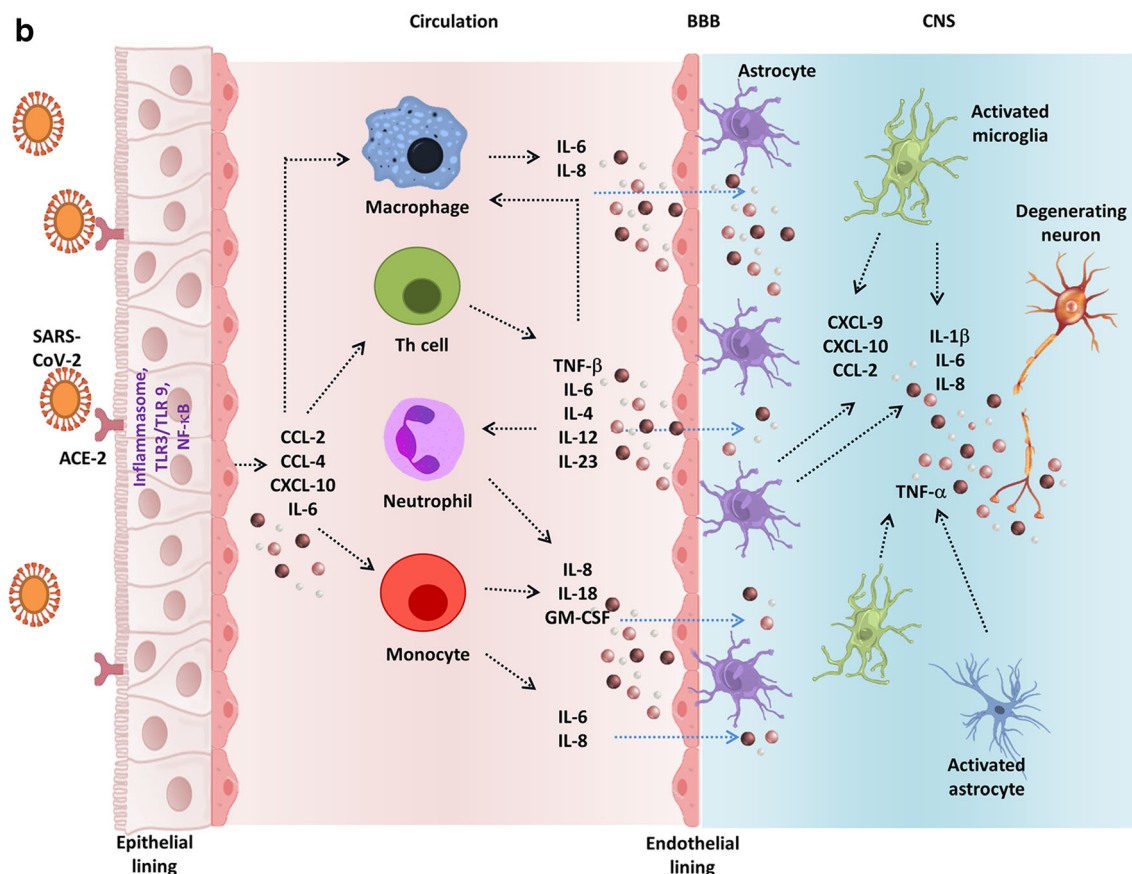 b
Circulation
BBB
CNS
Astrocyte
Activated
microglia
IL-6
IL-8
Macrophage
Degenerating
neuron
SARS-
CoV-2
Th cell
CXCL-9
CXCL-10
CCL-2
IL-1β
IL-6
IL-8
TNF-β
IL-6
IL-4
IL-12
IL-23
Inflammasome,
TLR3/TLR 9,
NF-κB
ACE-2
CCL-2
CCL-4
CXCL-10
IL-6
Neutrophil
TNF-α
IL-8
IL-18
GM-CSF
Monocyte
IL-6
IL-8
Activated
astrocyte
Epithelial
lining
Endothelial
lining